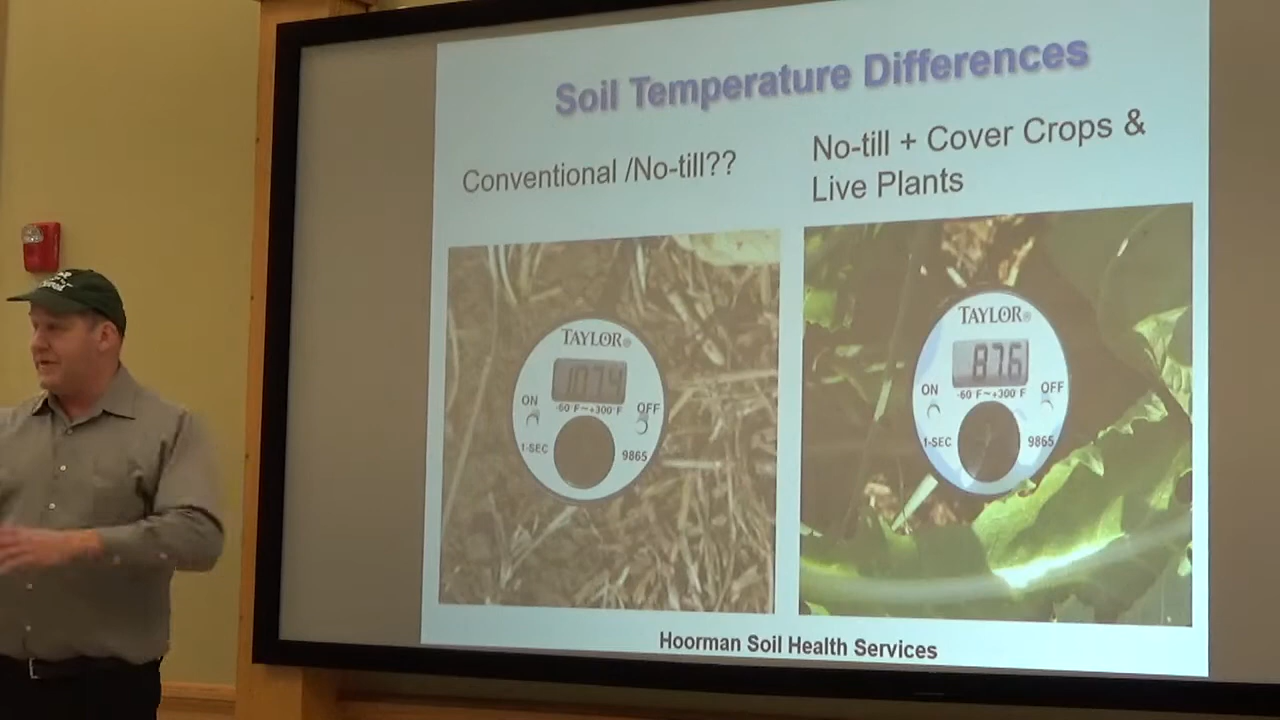 Soil Temperature Differences
Conventional /No-till??
No-till + Cover Crops &
Live Plants
TAYLOR®
107.4
-60°F~+300°F
ON
OFF
1-SEC
9865
TAYLOR®
87.6
-60°F~+300°F
ON
OFF
1-SEC
9865
Hoorman Soil Health Services